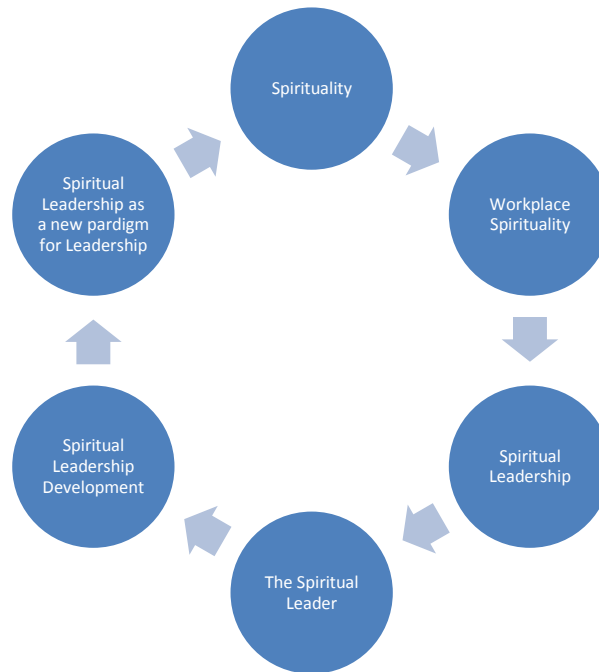 Spirituality
Workplace
Spirituality
Spiritual
Leadership
The Spiritual
Leader
Spiritual
Leadership
Development
Spiritual
Leadership as
a new pardigm
for Leadership